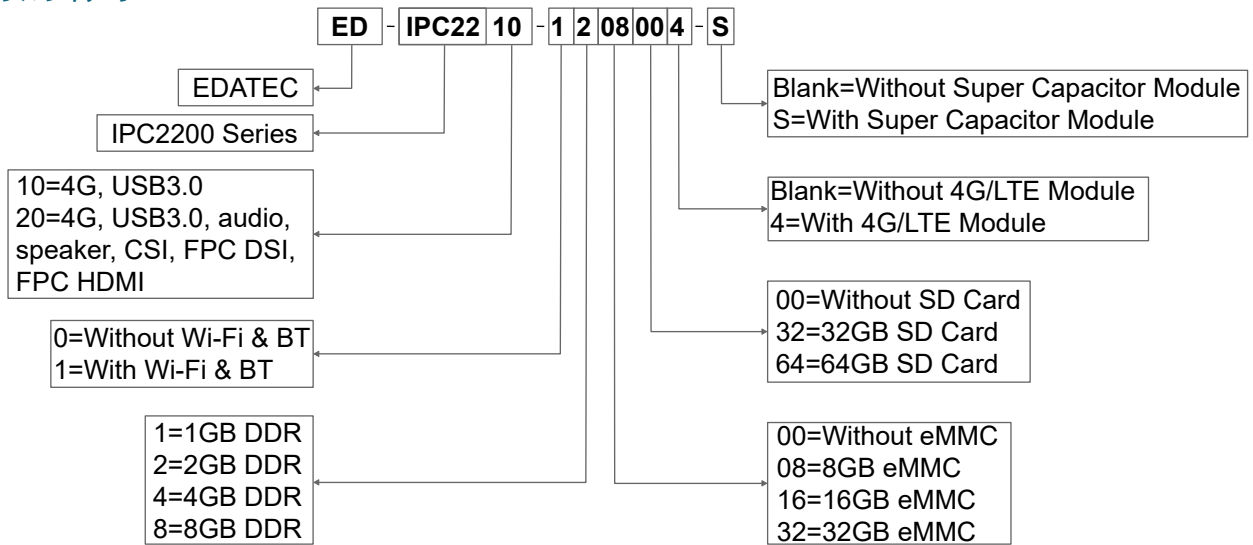 ED - IPC22 10 - 1 2 08 00 4 - S
EDATEC
IPC2200 Series
10=4G, USB3.0
20=4G, USB3.0, audio,
speaker, CSI, FPC DSI,
FPC HDMI
0=Without Wi-Fi & BT
1=With Wi-Fi & BT
1=1GB DDR
2=2GB DDR
4=4GB DDR
8=8GB DDR
Blank=Without Super Capacitor Module
S=With Super Capacitor Module
Blank=Without 4G/LTE Module
4=With 4G/LTE Module
00=Without SD Card
32=32GB SD Card
64=64GB SD Card
00=Without eMMC
08=8GB eMMC
16=16GB eMMC
32=32GB eMMC